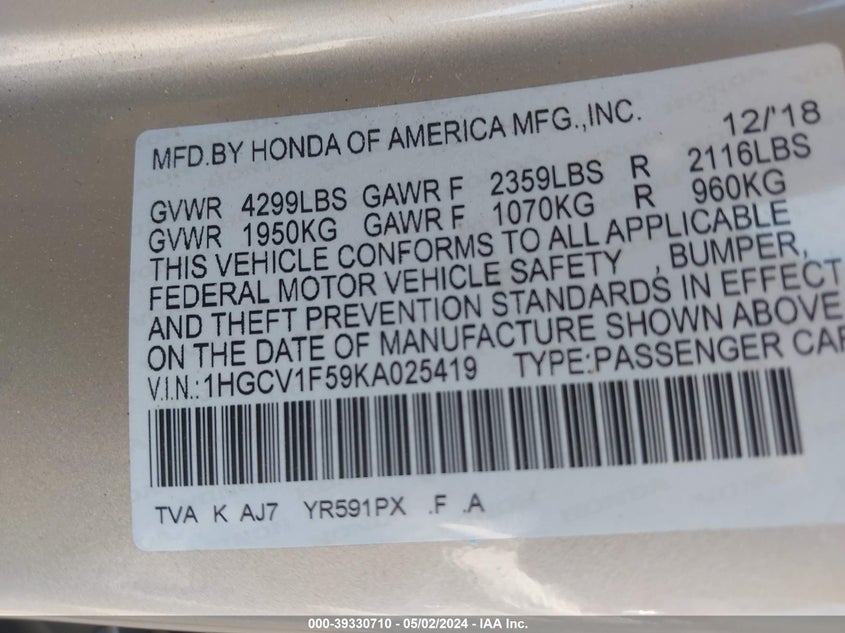 MFD.BY HONDA OF AMERICA MFG.,INC. 12/'18
GVWR 4299LBS GAWR F 2359LBS R 2116LBS
GVWR 1950KG GAWR F 1070KG R 960KG
THIS VEHICLE CONFORMS TO ALL APPLICABLE
FEDERAL MOTOR VEHICLE SAFETY , BUMPER,
AND THEFT PREVENTION STANDARDS IN EFFECT
ON THE DATE OF MANUFACTURE SHOWN ABOVE
V.I.N.:1HGCV1F59KA025419 TYPE:PASSENGER CAR
TVA K AJ7 YR591PX .F .A
000-39330710 - 05/02/2024 - IAA Inc.